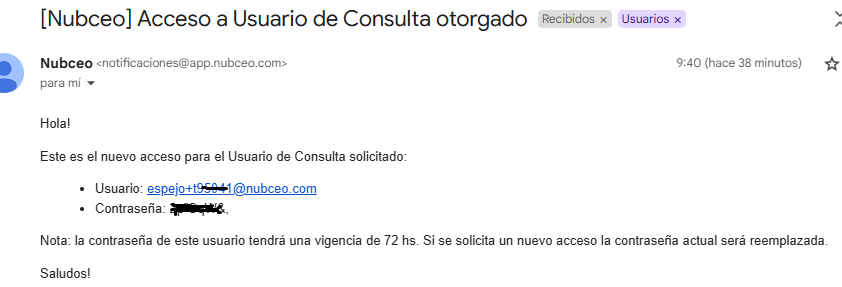 [Nubceo] Acceso a Usuario de Consulta otorgado Recibidos × Usuarios ×
Nubceo <notificaciones@app.nubceo.com> 9:40 (hace 38 minutos)
para mí
Hola!
Este es el nuevo acceso para el Usuario de Consulta solicitado:
• Usuario: @nubceo.com
• Contraseña:
Nota: la contraseña de este usuario tendrá una vigencia de 72 hs. Si se solicita un nuevo acceso la contraseña actual será reemplazada.
Saludos!